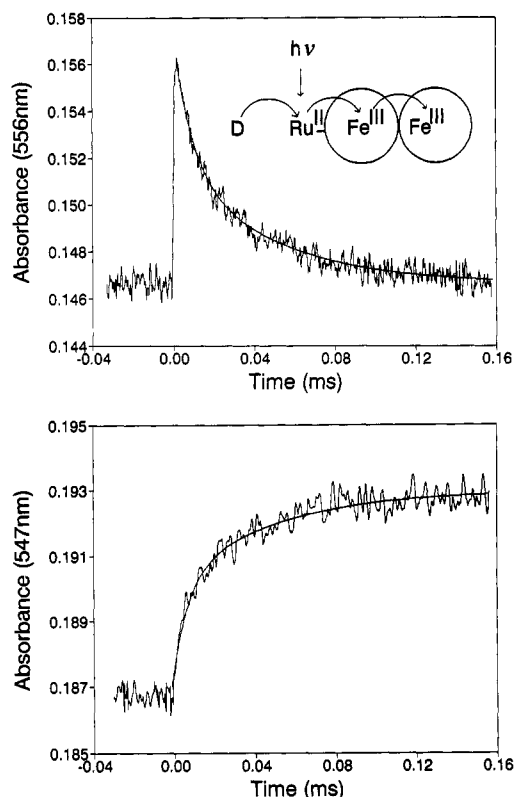 Absorbance (556nm)
0.158
0.156
0.154
0.152
0.150
0.148
0.146
0.144
hν
D Ru II Fe III Fe III
-0.04 0.00 0.04 0.08 0.12 0.16
Time (ms)
Absorbance (547nm)
0.195
0.193
0.191
0.189
0.187
0.185
-0.04 0.00 0.04 0.08 0.12 0.16
Time (ms)